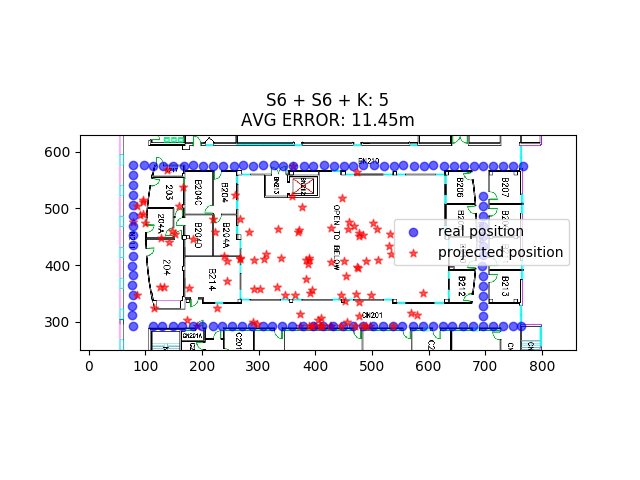 S6 + S6 + K: 5
AVG ERROR: 11.45m
600
500
400
300
0
100
200
300
400
500
600
700
800
real position
projected position
203
204A
204
B204C
B204
B204D
B204A
B214
OPEN TO BELOW
B206
B207
B212
B213